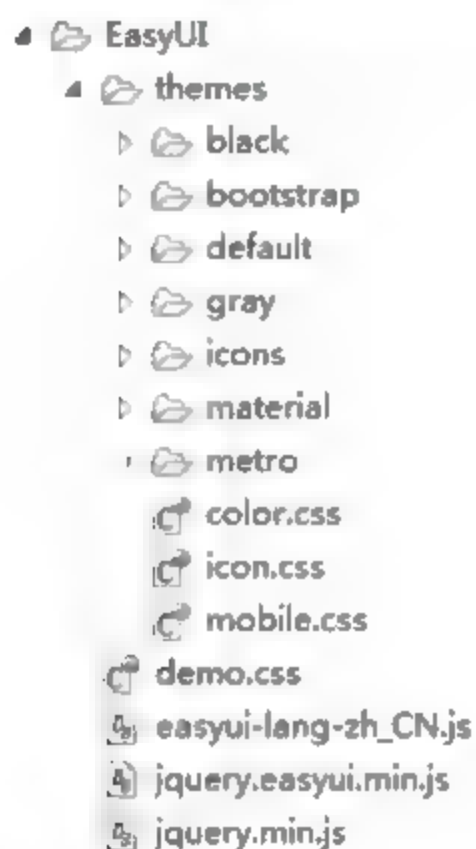 EasyUI
themes
black
bootstrap
default
gray
icons
material
metro
color.css
icon.css
mobile.css
demo.css
easyui-lang-zh_CN.js
jquery.easyui.min.js
jquery.min.js